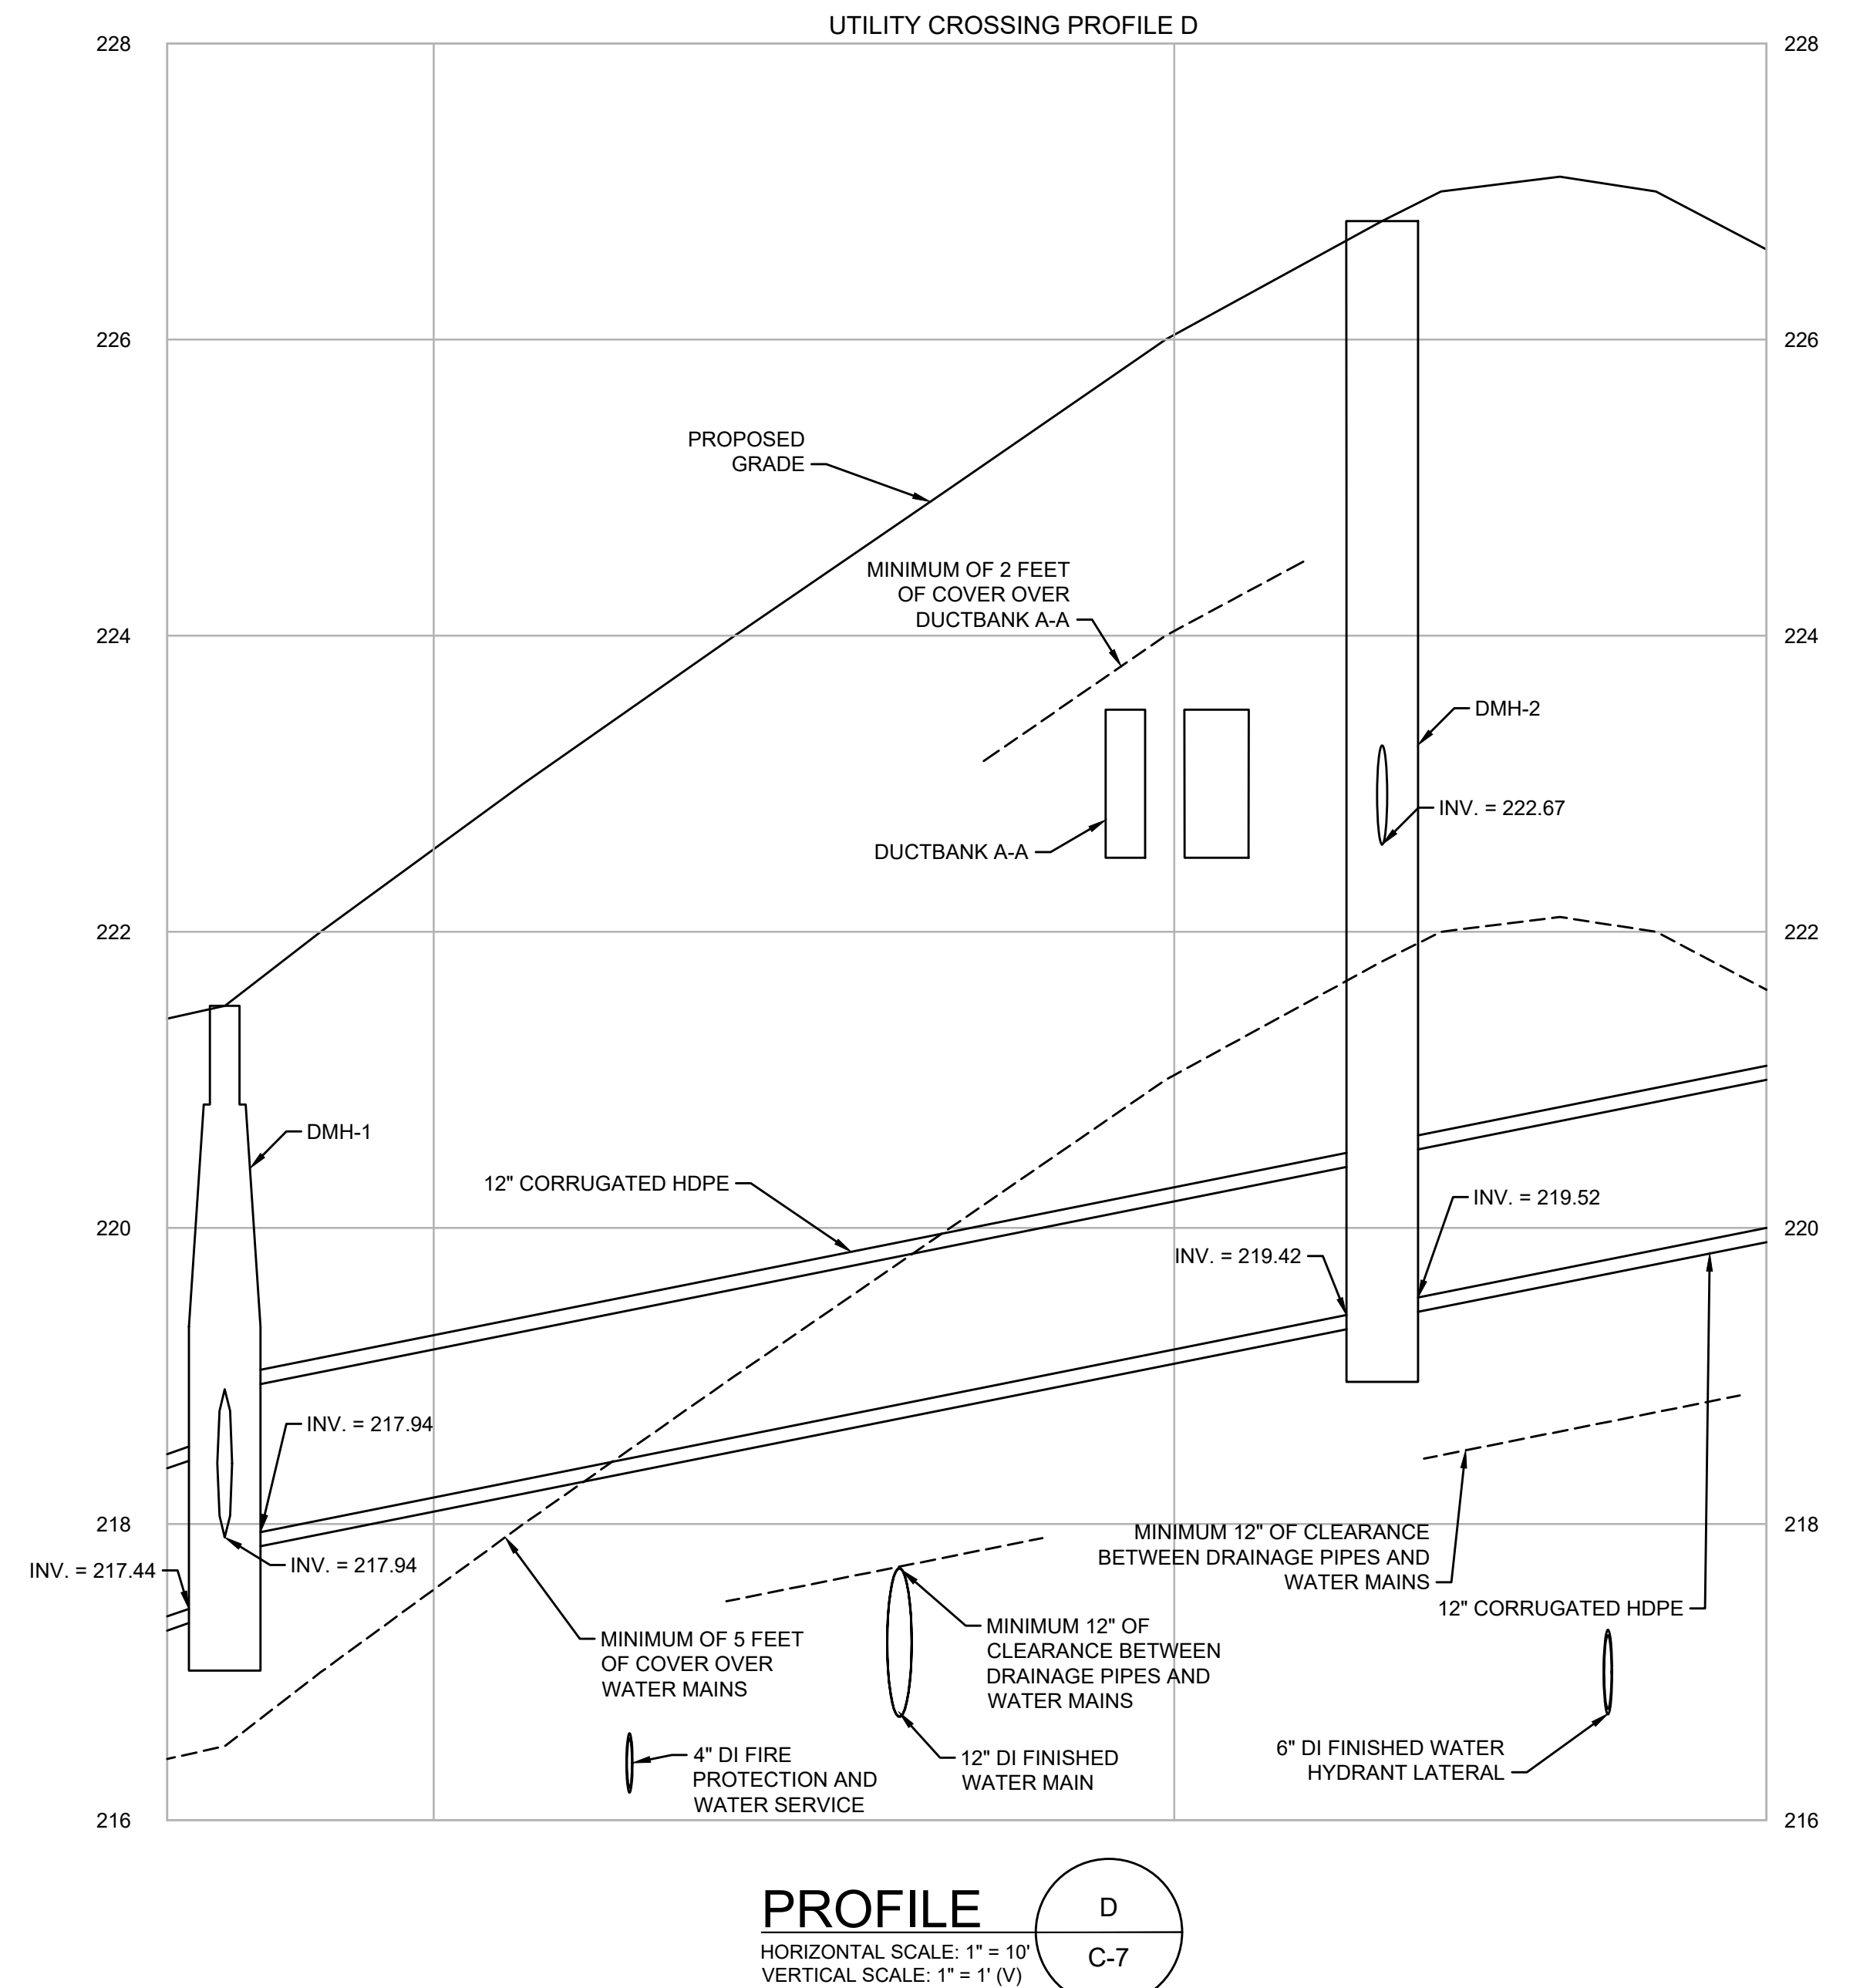 UTILITY CROSSING PROFILE D
228
228
226
226
PROPOSED
GRADE
MINIMUM OF 2 FEET
OF COVER OVER
DUCTBANK A-A
224
224
DMH-2
INV. = 222.67
DUCTBANK A-A
222
222
DMH-1
12" CORRUGATED HDPE
INV. = 219.52
220
220
INV. = 219.42
INV. = 217.94
218
218
MINIMUM 12" OF CLEARANCE
BETWEEN DRAINAGE PIPES AND
WATER MAINS
INV. = 217.44
INV. = 217.94
12" CORRUGATED HDPE
MINIMUM OF 5 FEET
OF COVER OVER
WATER MAINS
MINIMUM 12" OF
CLEARANCE BETWEEN
DRAINAGE PIPES AND
WATER MAINS
4" DI FIRE
PROTECTION AND
WATER SERVICE
12" DI FINISHED
WATER MAIN
6" DI FINISHED WATER
HYDRANT LATERAL
216
216
PROFILE
HORIZONTAL SCALE: 1" = 10'
VERTICAL SCALE: 1" = 1' (V)
D
C-7